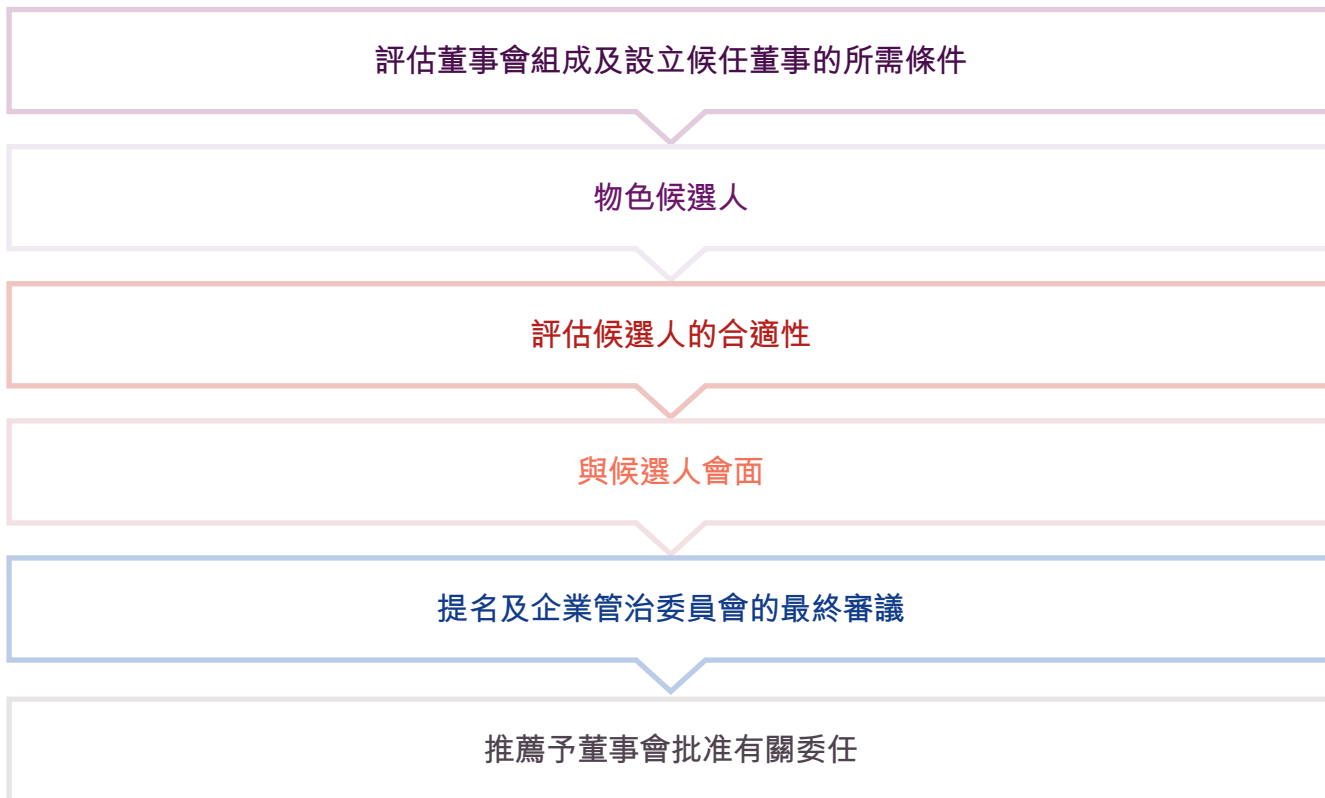 評估董事會組成及設立候任董事的所需條件
物色候選人
評估候選人的合適性
與候選人會面
提名及企業管治委員會的最終審議
推薦予董事會批准有關委任